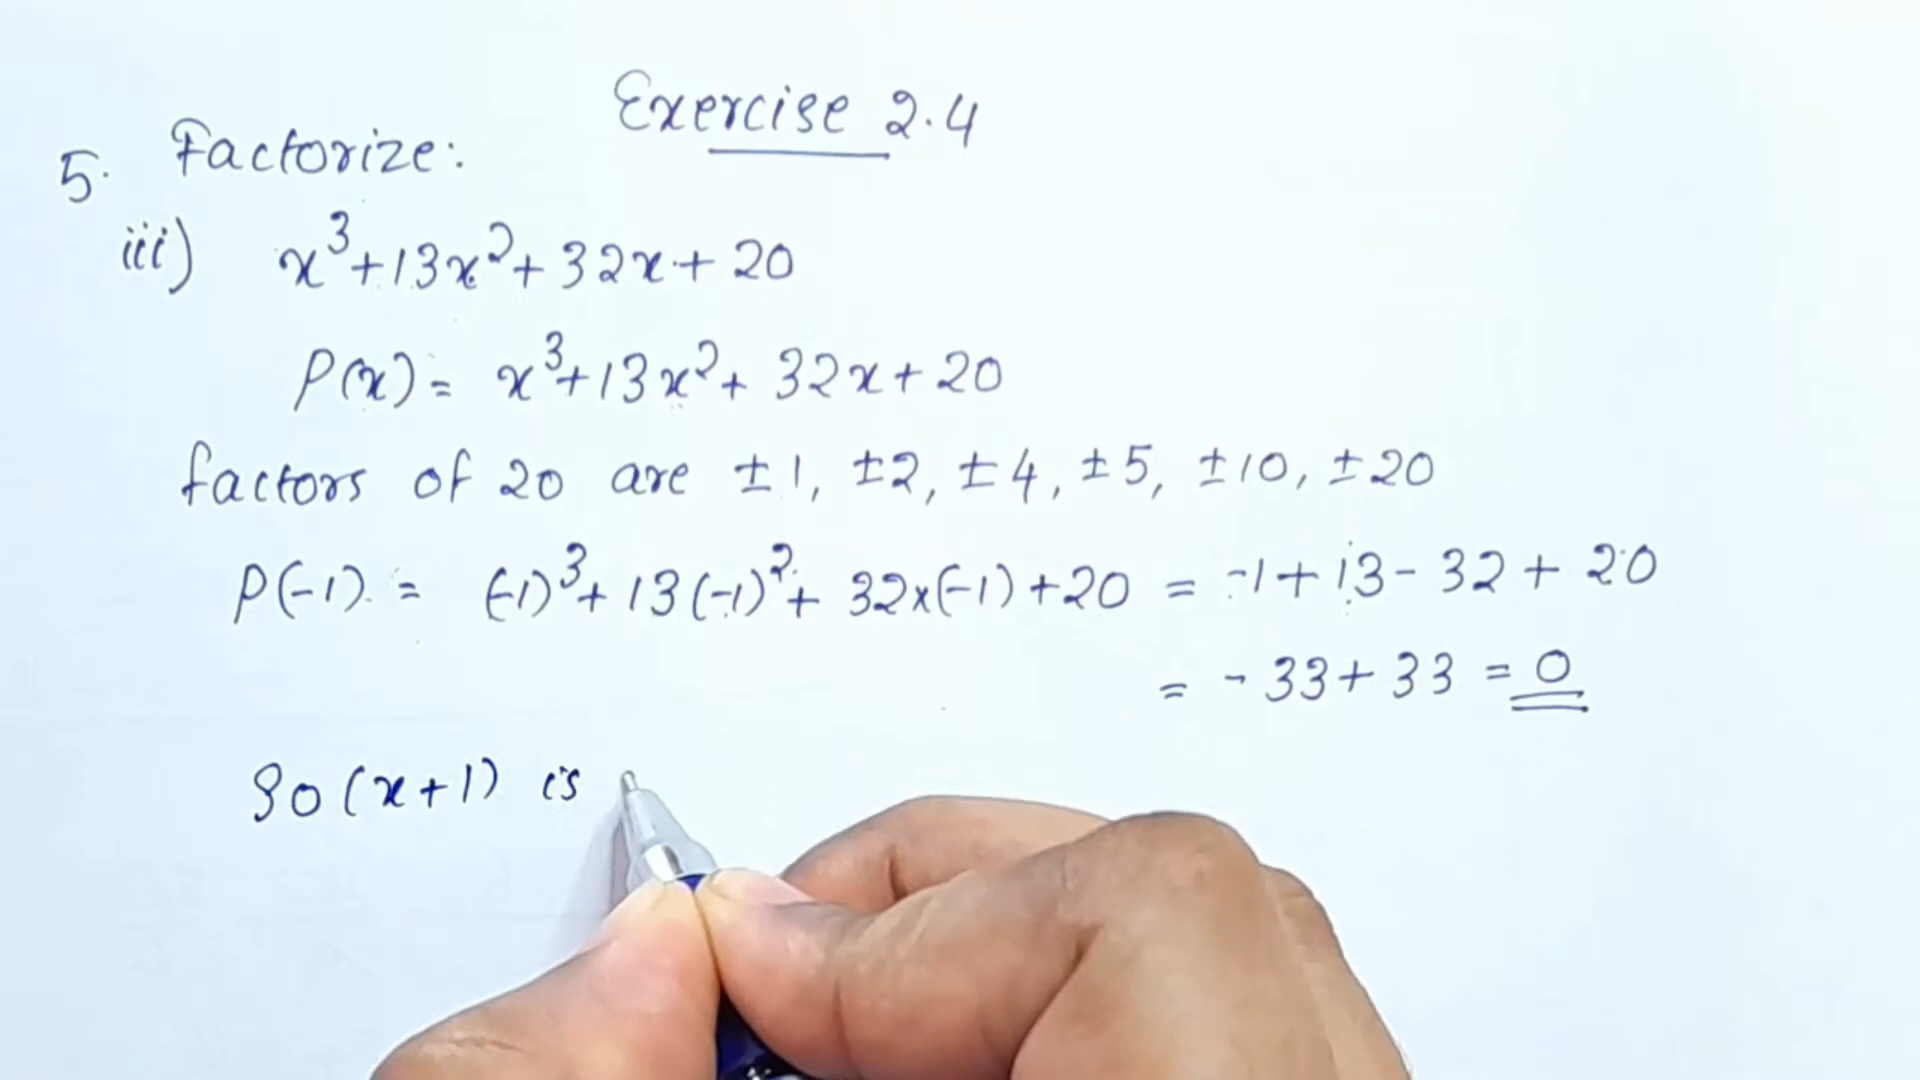 Exercise 2.4
5. Factorize:
iii) x³+13x²+32x+20
P(x) = x³+13x²+32x+20
factors of 20 are ±1, ±2, ±4, ±5, ±10, ±20
P(-1) = (-1)³+13(-1)²+32×(-1)+20 = -1+13-32+20
= -33+33 = 0
So (x+1) is